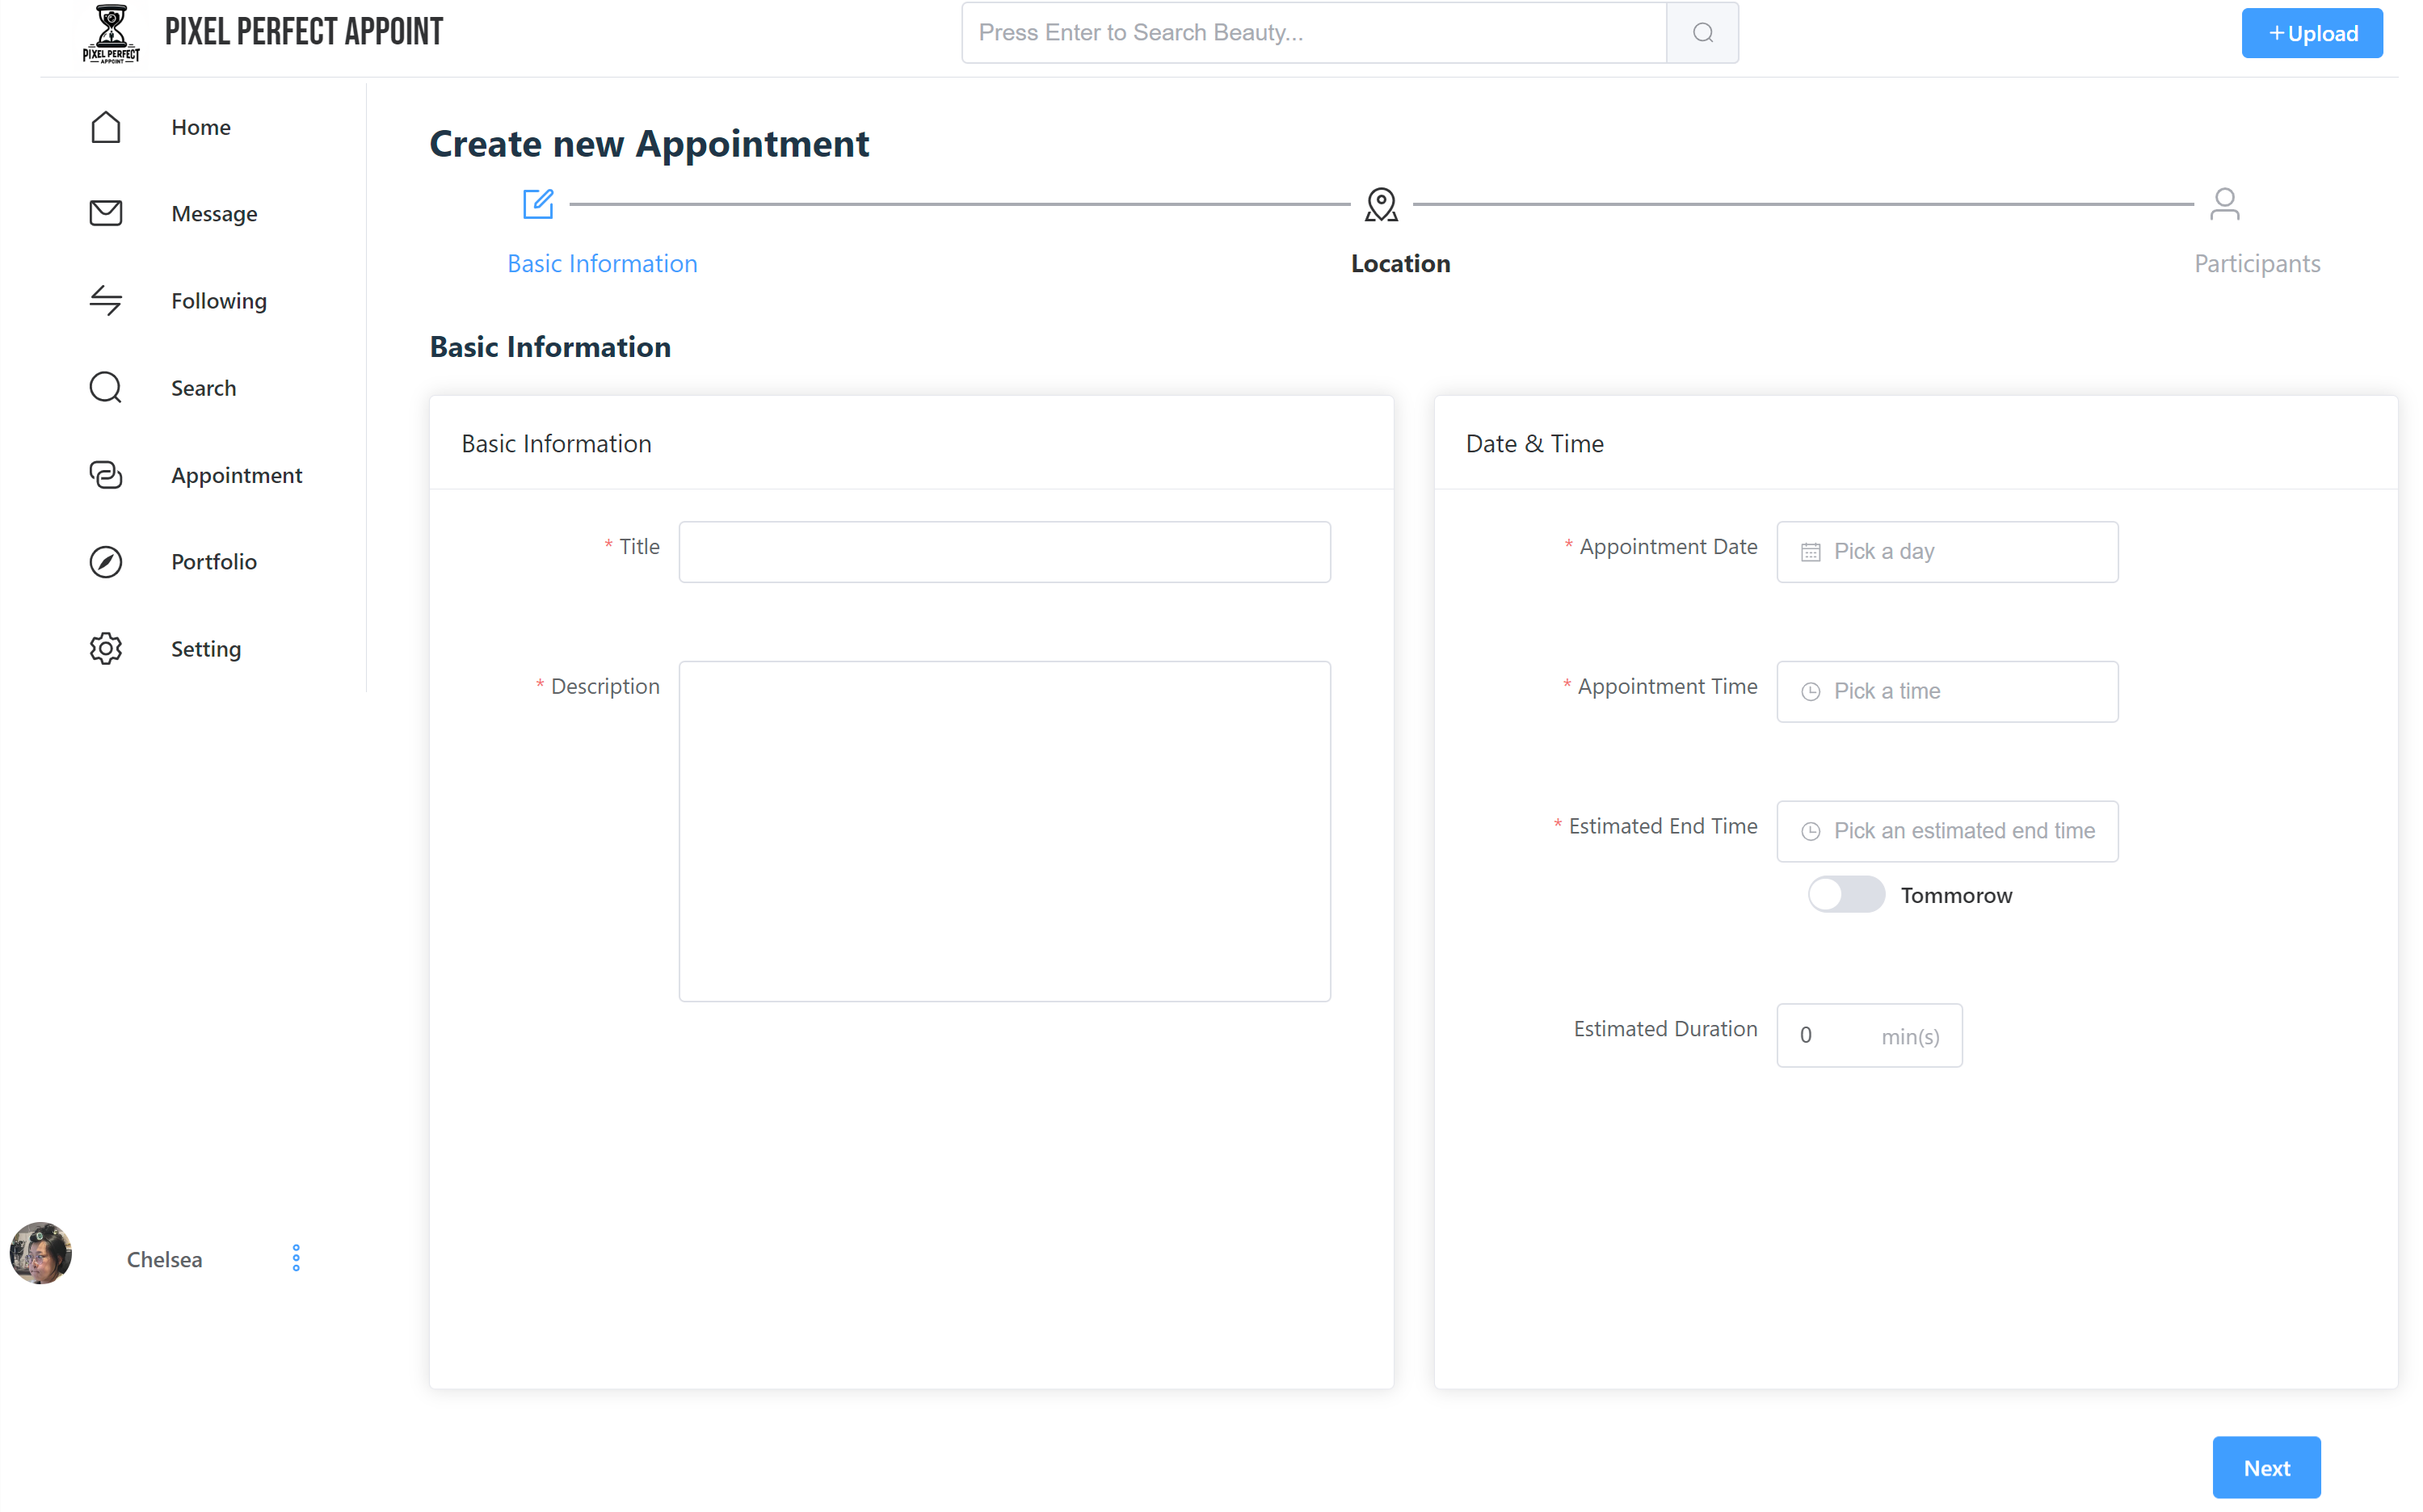 PIXEL PERFECT
APPOINT
PIXEL PERFECT APPOINT
Press Enter to Search Beauty...
+Upload
Home
Message
Following
Search
Appointment
Portfolio
Setting
Chelsea
Create new Appointment
Basic Information
Location
Participants
Basic Information
Basic Information
* Title
* Description
Date & Time
* Appointment Date
Pick a day
* Appointment Time
Pick a time
* Estimated End Time
Pick an estimated end time
Tommorow
Estimated Duration
0 min(s)
Next